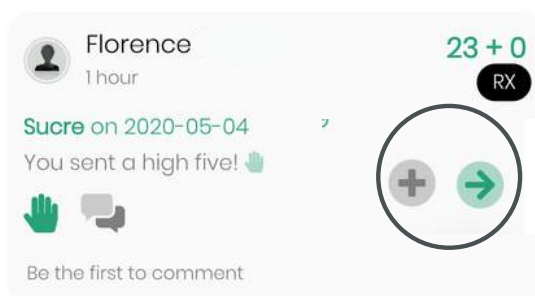 Florence
23 + 0
1 hour
RX
Sucre on 2020-05-04
You sent a high five!
Be the first to comment